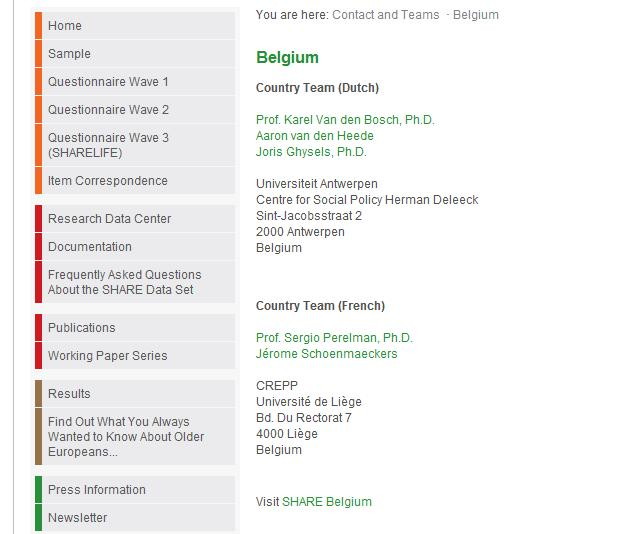 Home
Sample
Questionnaire Wave 1
Questionnaire Wave 2
Questionnaire Wave 3
(SHARELIFE)
Item Correspondence
Research Data Center
Documentation
Frequently Asked Questions
About the SHARE Data Set
Publications
Working Paper Series
Results
Find Out What You Always
Wanted to Know About Older
Europeans...
Press Information
Newsletter
You are here: Contact and Teams · Belgium
Belgium
Country Team (Dutch)
Prof. Karel Van den Bosch, Ph.D.
Aaron van den Heede
Joris Ghysels, Ph.D.
Universiteit Antwerpen
Centre for Social Policy Herman Deleeck
Sint-Jacobsstraat 2
2000 Antwerpen
Belgium
Country Team (French)
Prof. Sergio Perelman, Ph.D.
Jérome Schoenmaeckers
CREPP
Université de Liège
Bd. Du Rectorat 7
4000 Liège
Belgium
Visit SHARE Belgium